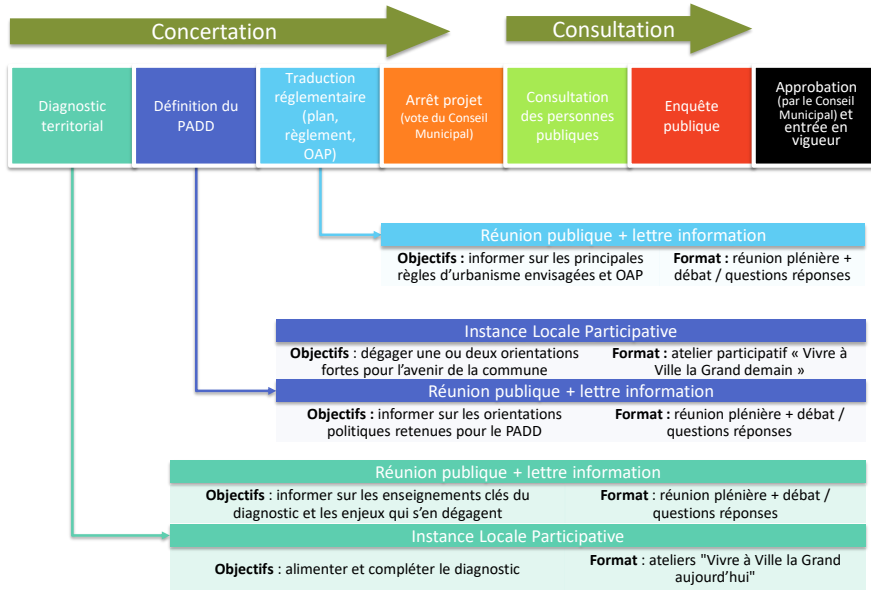 Concertation
Consultation
Diagnostic
territorial
Définition du
PADD
Traduction
réglementaire
(plan,
règlement,
OAP)
Arrêt projet
(vote du Conseil
Municipal)
Consultation
des personnes
publiques
Enquête
publique
Approbation
(par le Conseil
Municipal) et
entrée en
vigueur
Réunion publique + lettre information
Objectifs : informer sur les principales
règles d'urbanisme envisagées et OAP
Format : réunion plénière +
débat / questions réponses
Instance Locale Participative
Objectifs : dégager une ou deux orientations
fortes pour l'avenir de la commune
Format : atelier participatif « Vivre à
Ville la Grand demain »
Réunion publique + lettre information
Objectifs : informer sur les orientations
politiques retenues pour le PADD
Format : réunion plénière + débat /
questions réponses
Réunion publique + lettre information
Objectifs : informer sur les enseignements clés du
diagnostic et les enjeux qui s'en dégagent
Format : réunion plénière + débat /
questions réponses
Instance Locale Participative
Objectifs : alimenter et compléter le diagnostic
Format : ateliers "Vivre à Ville la Grand
aujourd'hui"